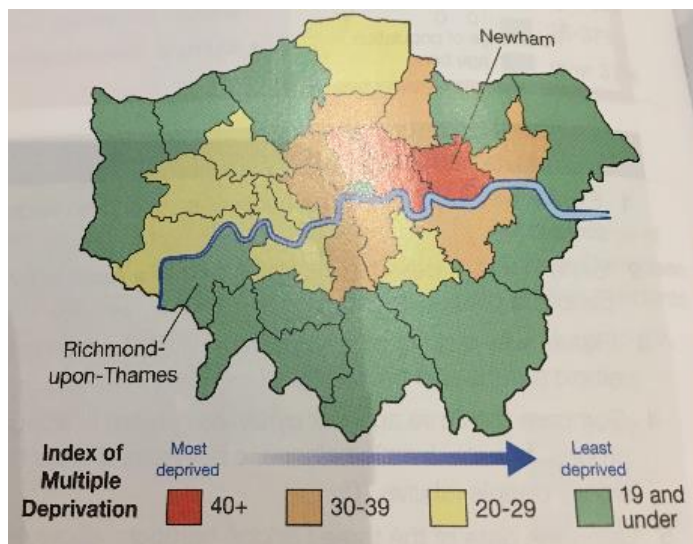 Newham
Richmond-
upon-Thames
Index of
Multiple
Deprivation
Most
deprived
Least
deprived
40+
30-39
20-29
19 and
under